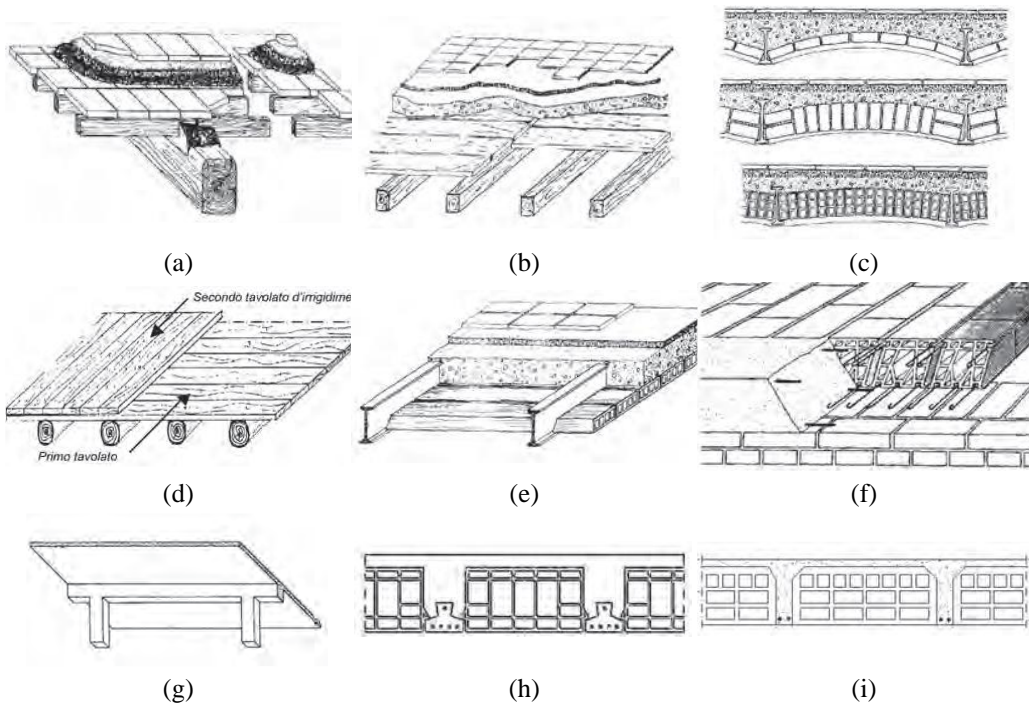 (a)
(b)
(c)
Secondo tavolato d'irrigidime
Primo tavolato
(d)
(e)
(f)
(g)
(h)
(i)